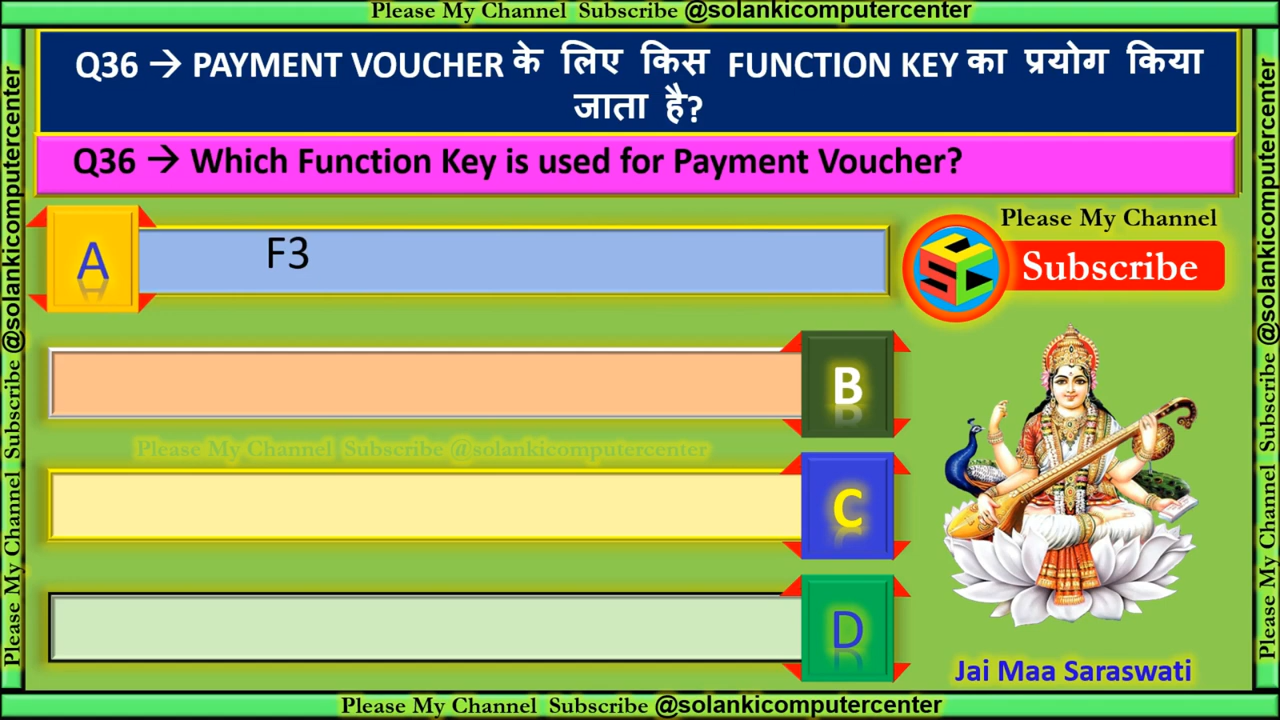 Please My Channel Subscribe @solankicomputercenter
Please My Channel Subscribe @solankicomputercenter
Q36 → PAYMENT VOUCHER के लिए किस FUNCTION KEY का प्रयोग किया
जाता है?
Q36 → Which Function Key is used for Payment Voucher?
A F3
Please My Channel
SCC
Subscribe
B
Please My Channel Subscribe @solankicomputercenter
C
D
Jai Maa Saraswati
Please My Channel Subscribe @solankicomputercenter
Please My Channel Subscribe @solankicomputercenter